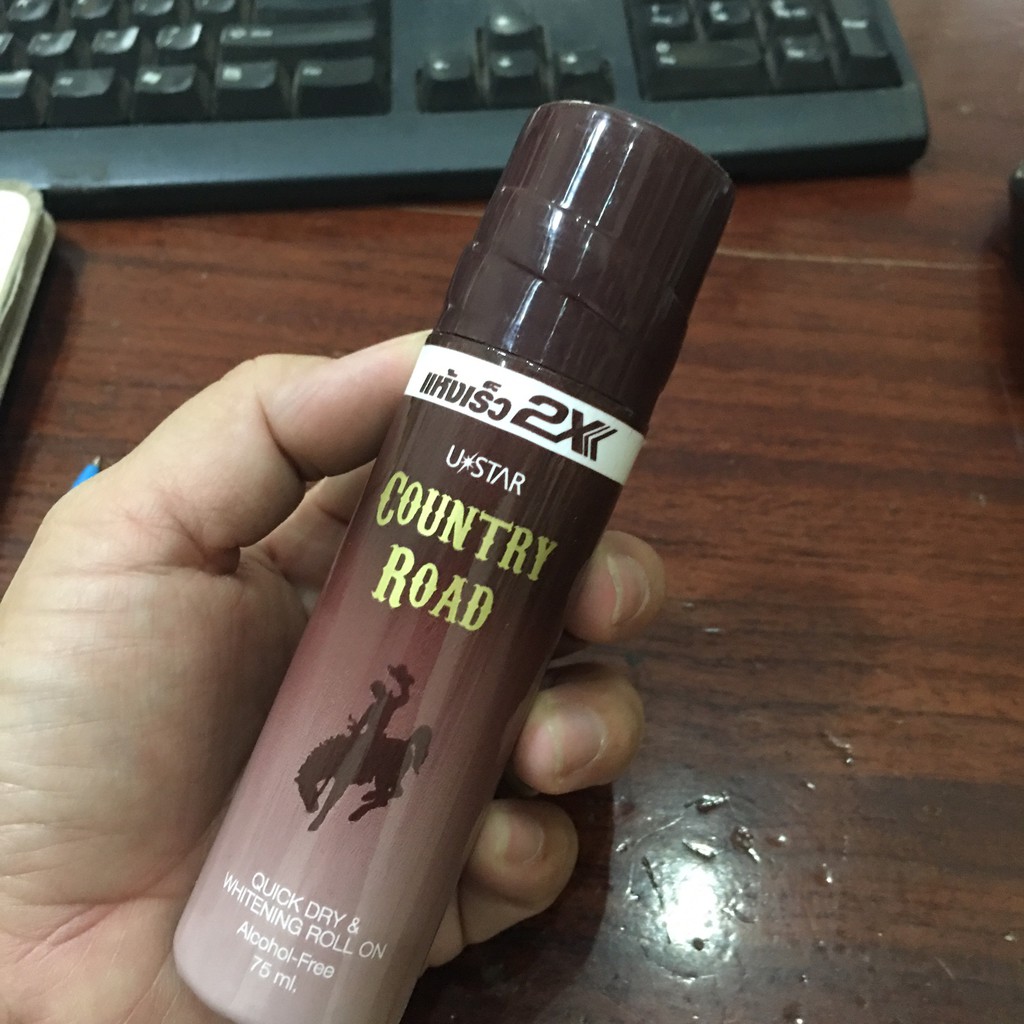 แห้งเร็ว 2X
U STAR
COUNTRY
ROAD
QUICK DRY &
WHITENING ROLL ON
Alcohol-Free
75 ml.